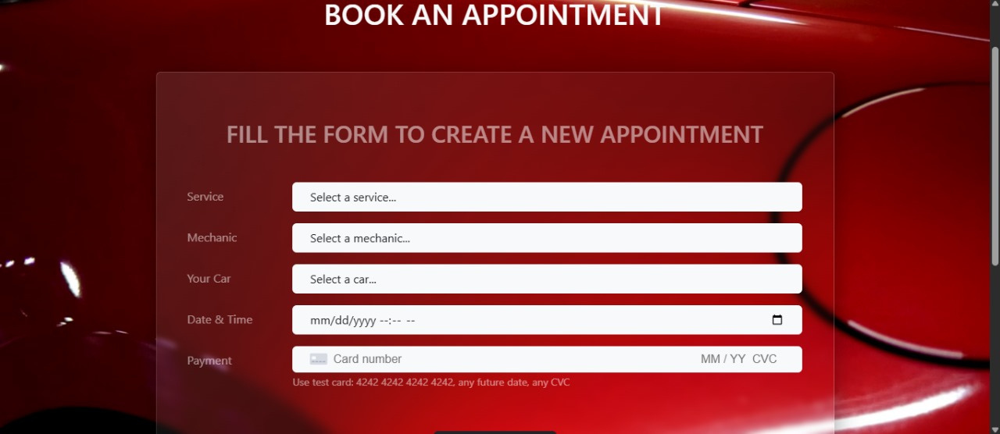 BOOK AN APPOINTMENT
FILL THE FORM TO CREATE A NEW APPOINTMENT
Service
Select a service...
Mechanic
Select a mechanic...
Your Car
Select a car...
Date & Time
mm/dd/yyyy --:-- --
Payment
Card number MM / YY CVC
Use test card: 4242 4242 4242 4242, any future date, any CVC